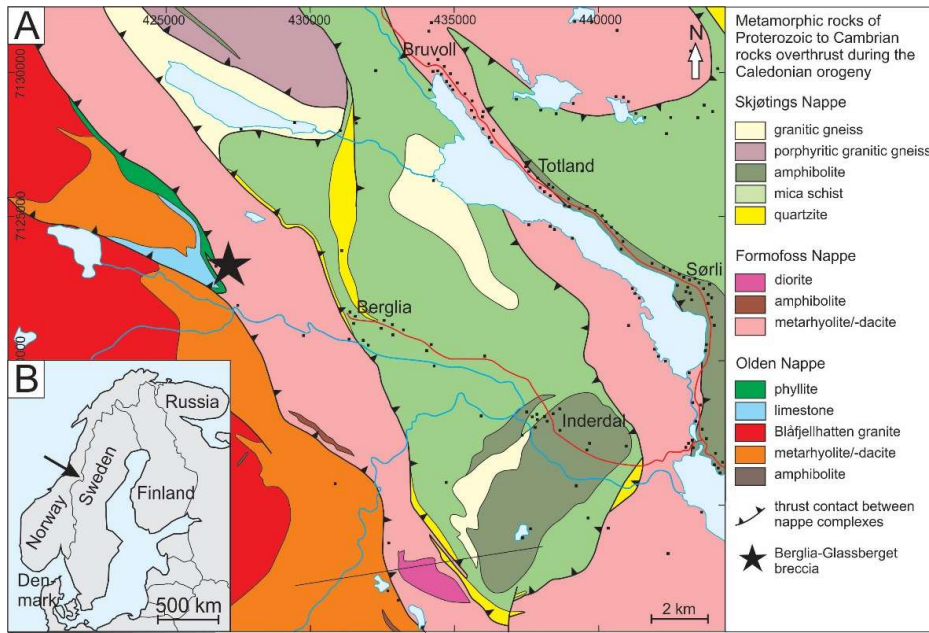 A
425000
430000
435000
440000
N
7130000
7125000
0000
Bruvoll
Totland
Sørli
Berglia
Inderdal
2 km
B
Russia
Sweden
Finland
Norway
Den-
mark
500 km
Metamorphic rocks of
Proterozoic to Cambrian
rocks overthrust during the
Caledonian orogeny
Skjøtings Nappe
granitic gneiss
porphyritic granitic gneiss
amphibolite
mica schist
quartzite
Formofoss Nappe
diorite
amphibolite
metarhyolite/-dacite
Olden Nappe
phyllite
limestone
Blåfjellhatten granite
metarhyolite/-dacite
amphibolite
thrust contact between
nappe complexes
Berglia-Glassberget
breccia